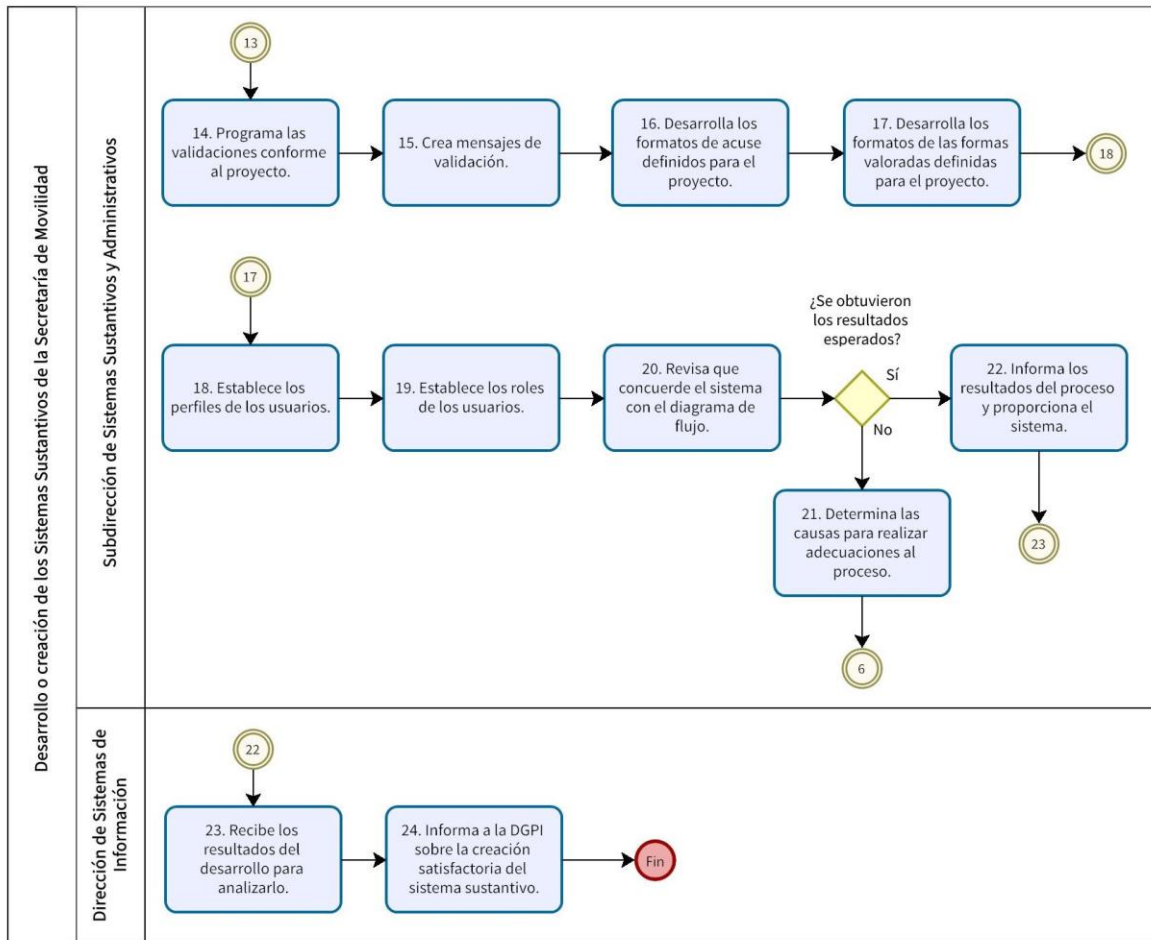 Desarrollo o creación de los Sistemas Sustantivos de la Secretaría de Movilidad
Subdirección de Sistemas Sustantivos y Administrativos
13
14. Programa las
validaciones conforme
al proyecto.
15. Crea mensajes de
validación.
16. Desarrolla los
formatos de acuse
definidos para el
proyecto.
17. Desarrolla los
formatos de las formas
valoradas definidas
para el proyecto.
18
17
18. Establece los
perfiles de los usuarios.
19. Establece los roles
de los usuarios.
20. Revisa que
concuerde el sistema
con el diagrama de
flujo.
¿Se obtuvieron
los resultados
esperados?
Sí
No
22. Informa los
resultados del proceso
y proporciona el
sistema.
21. Determina las
causas para realizar
adecuaciones al
proceso.
23
6
Dirección de Sistemas de
Información
22
23. Recibe los
resultados del
desarrollo para
analizarlo.
24. Informa a la DGPI
sobre la creación
satisfactoria del
sistema sustantivo.
Fin